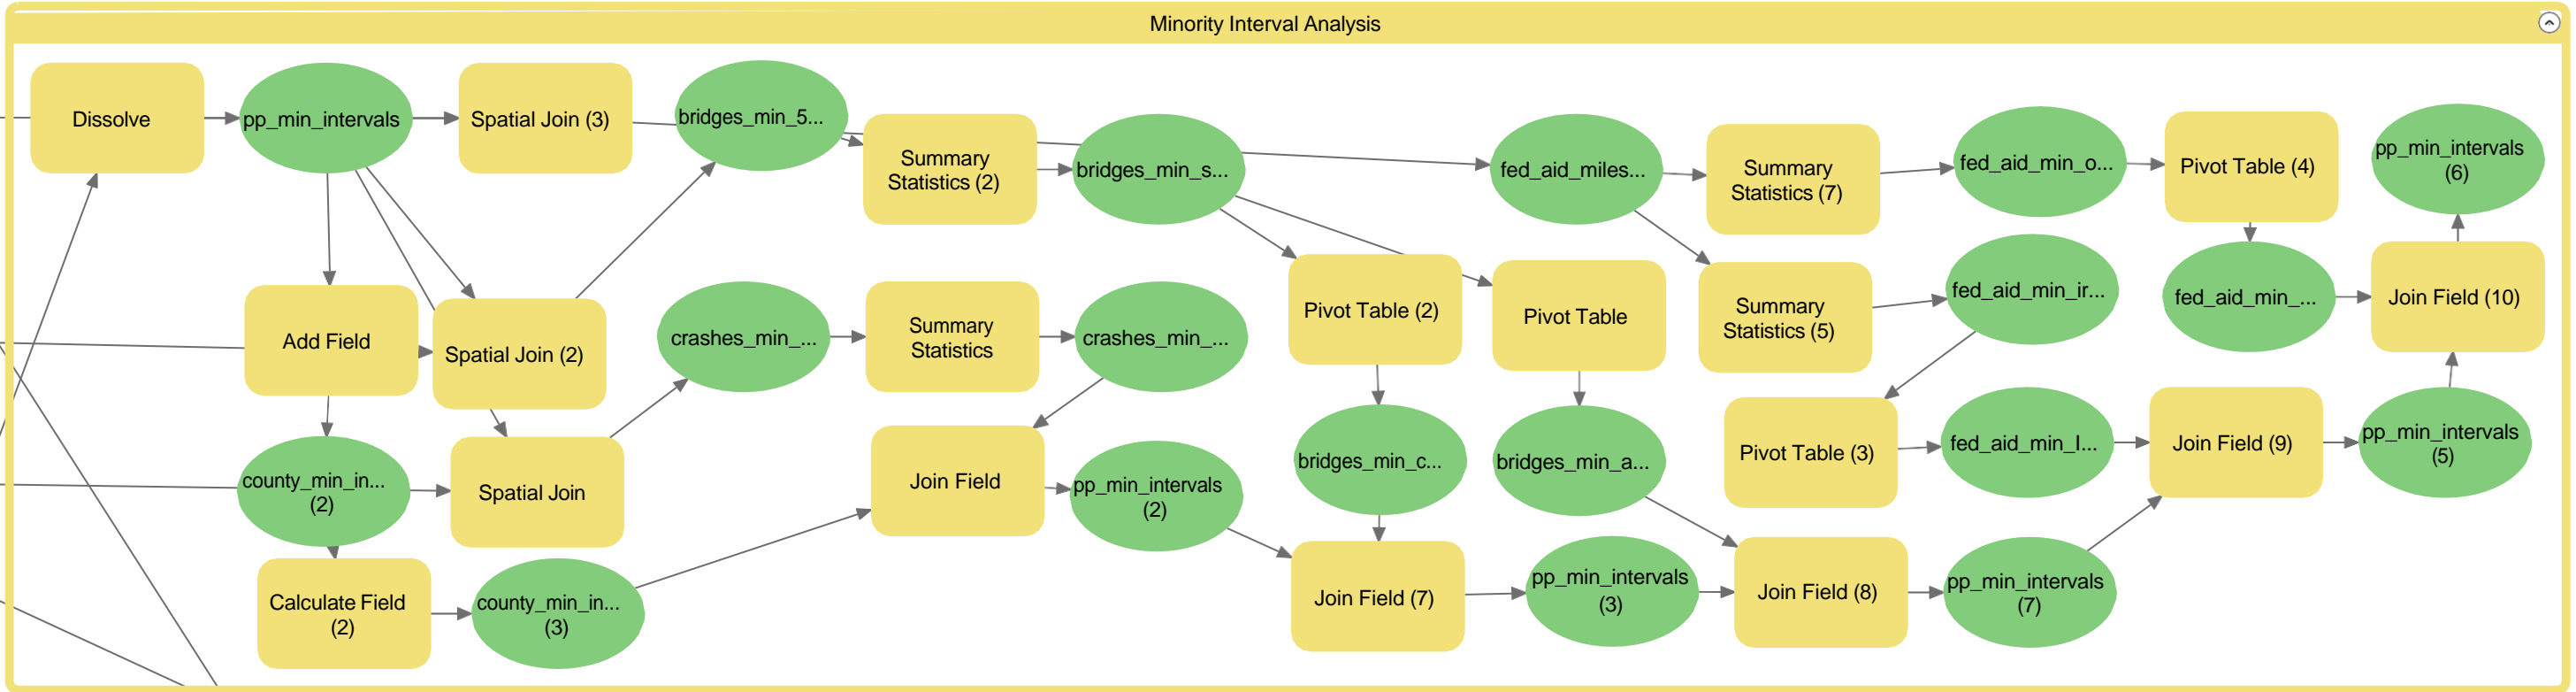 Minority Interval Analysis
Dissolve
pp_min_intervals
Spatial Join (3)
bridges_min_5...
Summary
Statistics (2)
bridges_min_s...
fed_aid_miles...
Summary
Statistics (7)
fed_aid_min_o...
Pivot Table (4)
pp_min_intervals
(6)
Add Field
Spatial Join (2)
crashes_min_...
Summary
Statistics
crashes_min_...
Pivot Table (2)
Pivot Table
Summary
Statistics (5)
fed_aid_min_ir...
fed_aid_min_...
Join Field (10)
county_min_in...
(2)
Spatial Join
Join Field
pp_min_intervals
(2)
bridges_min_c...
bridges_min_a...
Pivot Table (3)
fed_aid_min_I...
Join Field (9)
pp_min_intervals
(5)
Calculate Field
(2)
county_min_in...
(3)
Join Field (7)
pp_min_intervals
(3)
Join Field (8)
pp_min_intervals
(7)